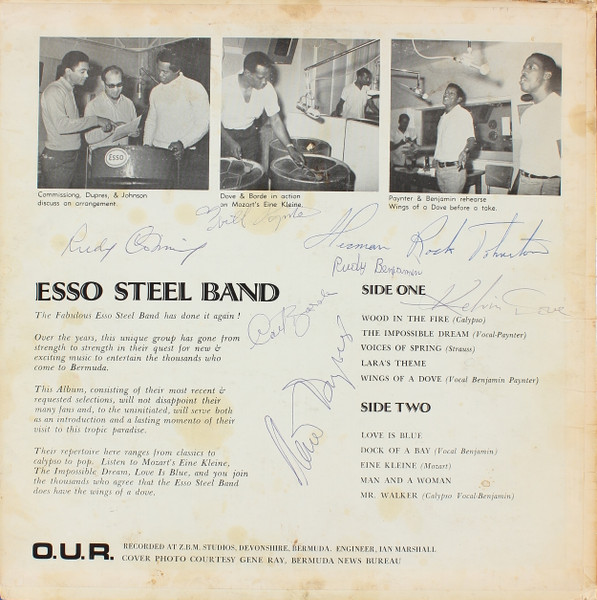 ESSO
Commissiong, Dupres, & Johnson
discuss an arrangement.
Dove & Borde in action
on Mozart's Eine Kleine.
Paynter & Benjamin rehearse
Wings of a Dove before a take.
Rudy
Herman Rock Johnston
Rudy Benjamin
Kelvin Dove
ESSO STEEL BAND
The Fabulous Esso Steel Band has done it again !
Over the years, this unique group has gone from
strength to strength in their quest for new &
exciting music to entertain the thousands who
come to Bermuda.
This Album, consisting of their most recent &
requested selections, will not disappoint their
many fans and, to the uninitiated, will serve both
as an introduction and a lasting momento of their
visit to this tropic paradise.
Their repertoire here ranges from classics to
calypso to pop. Listen to Mozart's Eine Kleine,
The Impossible Dream, Love Is Blue, and you join
the thousands who agree that the Esso Steel Band
does have the wings of a dove.
SIDE ONE
WOOD IN THE FIRE (Calypso)
THE IMPOSSIBLE DREAM (Vocal-Paynter)
VOICES OF SPRING (Strauss)
LARA'S THEME
WINGS OF A DOVE (Vocal Benjamin Paynter)
SIDE TWO
LOVE IS BLUE
DOCK OF A BAY (Vocal Benjamin)
EINE KLEINE (Mozart)
MAN AND A WOMAN
MR. WALKER (Calypso Vocal-Benjamin)
O.U.R.
RECORDED AT Z.B.M. STUDIOS, DEVONSHIRE, BERMUDA. ENGINEER, IAN MARSHALL
COVER PHOTO COURTESY GENE RAY, BERMUDA NEWS BUREAU